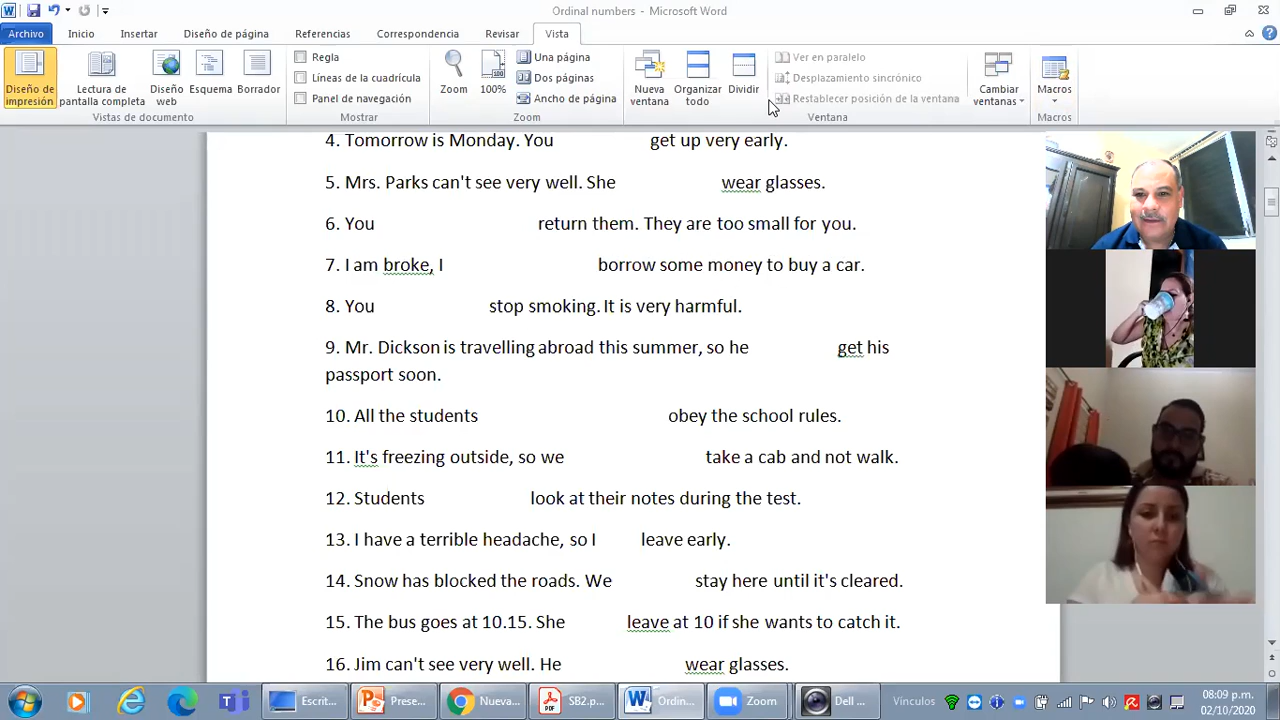 Ordinal numbers - Microsoft Word
Archivo Inicio Insertar Diseño de página Referencias Correspondencia Revisar Vista
Regla
Líneas de la cuadrícula
Panel de navegación
Una página
Dos páginas
Ancho de página
Ver en paralelo
Desplazamiento sincrónico
Restablecer posición de la ventana
Diseño de impresión
Lectura de pantalla completa
Diseño web
Esquema
Borrador
Zoom
100%
Nueva ventana
Organizar todo
Dividir
Cambiar ventanas
Macros
Vistas de documento Mostrar Zoom Ventana Macros
4. Tomorrow is Monday. You get up very early.
5. Mrs. Parks can't see very well. She wear glasses.
6. You return them. They are too small for you.
7. I am broke, I borrow some money to buy a car.
8. You stop smoking. It is very harmful.
9. Mr. Dickson is travelling abroad this summer, so he get his
passport soon.
10. All the students obey the school rules.
11. It's freezing outside, so we take a cab and not walk.
12. Students look at their notes during the test.
13. I have a terrible headache, so I leave early.
14. Snow has blocked the roads. We stay here until it's cleared.
15. The bus goes at 10.15. She leave at 10 if she wants to catch it.
16. Jim can't see very well. He wear glasses.
Escrit... Prese... Nueva... SB2.p... Ordin... Zoom Dell ... Vínculos
08:09 p.m.
02/10/2020